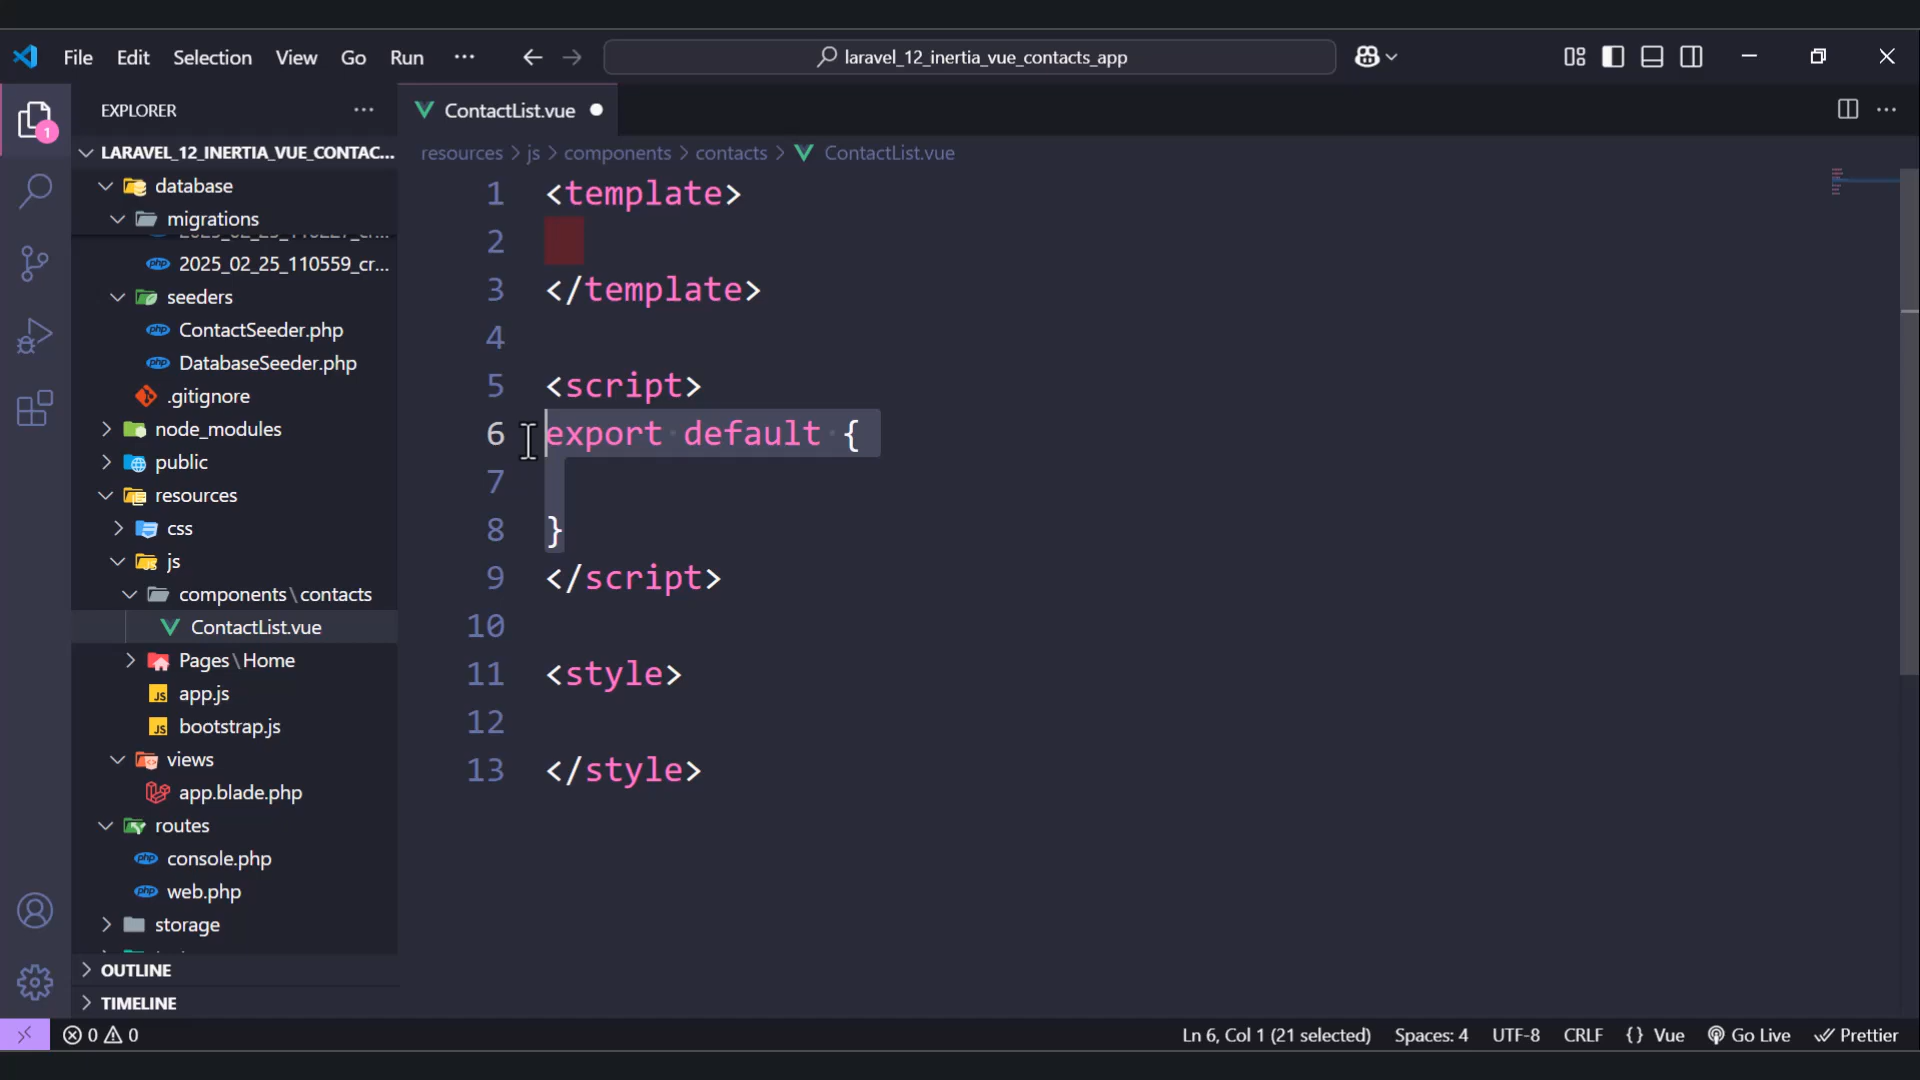 File Edit Selection View Go Run ··· laravel_12_inertia_vue_contacts_app
EXPLORER ···
1
LARAVEL_12_INERTIA_VUE_CONTAC...
database
migrations
2025_02_25_110559_cr...
seeders
ContactSeeder.php
DatabaseSeeder.php
.gitignore
node_modules
public
resources
css
js
components\contacts
ContactList.vue
Pages\Home
app.js
bootstrap.js
views
app.blade.php
routes
console.php
web.php
storage
OUTLINE
TIMELINE
ContactList.vue
resources > js > components > contacts > ContactList.vue
1 <template>
2
3 </template>
4
5 <script>
6 export default {
7
8 }
9 </script>
10
11 <style>
12
13 </style>
0 0 Ln 6, Col 1 (21 selected) Spaces: 4 UTF-8 CRLF {} Vue Go Live Prettier